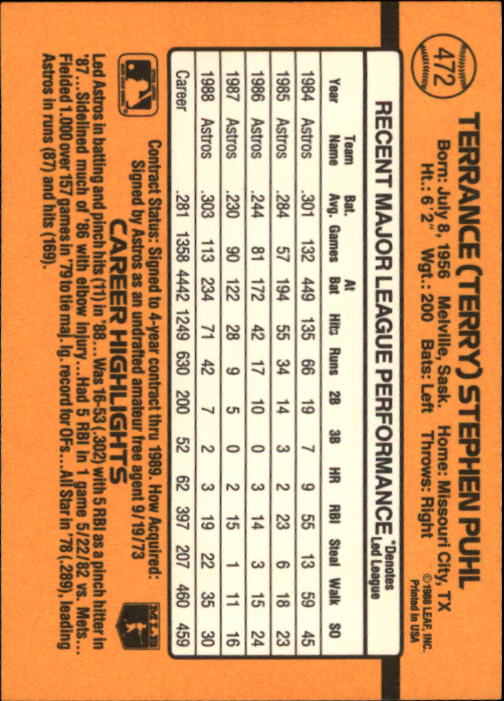 472
TERRANCE (TERRY) STEPHEN PUHL
Born: July 8, 1956 Melville, Sask. Home: Missouri City, TX
Ht.: 6'2" Wgt.: 200 Bats: Left Throws: Right
©1988 LEAF, INC.
Printed in USA
RECENT MAJOR LEAGUE PERFORMANCE *Denotes Led League
Year Team Name Bat. Avg. Games At Bat Hits Runs 2B 3B HR RBI Steal Walk SO
1984 Astros .301 132 449 135 66 19 7 9 55 13 59 45
1985 Astros .284 57 194 55 34 14 3 2 23 6 18 23
1986 Astros .244 81 172 42 17 10 0 3 14 3 15 24
1987 Astros .230 90 122 28 9 5 0 2 15 1 11 16
1988 Astros .303 113 234 71 42 7 2 3 19 22 35 30
Career .281 1358 4442 1249 630 200 52 62 397 207 460 459
Contract Status: Signed to 4-year contract thru 1989. How Acquired:
Signed by Astros as an undrafted amateur free agent 9/19/73
CAREER HIGHLIGHTS
Led Astros in batting and pinch hits (11) in '88...Was 16-53 (.302) with 5 RBI as a pinch hitter in
'87...Sidelined much of '86 with elbow injury...Had 5 RBI in 1 game 5/22/82 vs. Mets...
Fielded 1.000 over 157 games in '79 to tie maj. lg. record for OFs...All Star in '78 (.289), leading
Astros in runs (87) and hits (169).